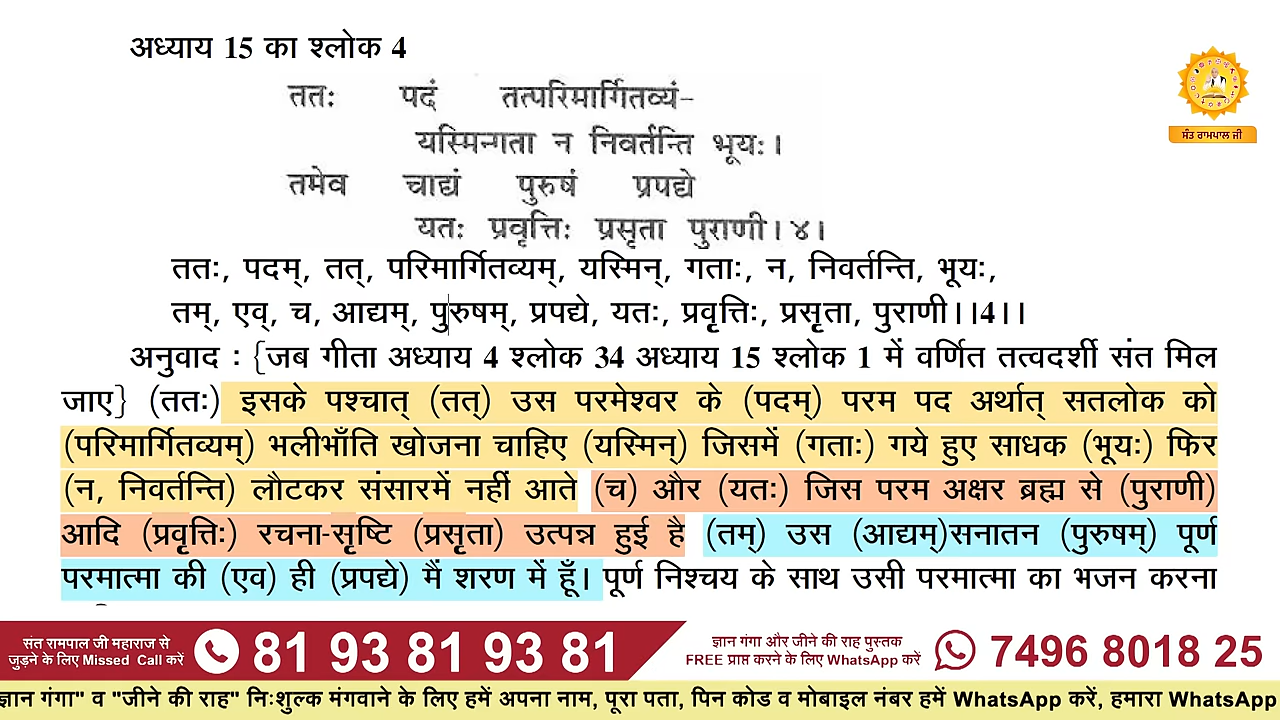 अध्याय 15 का श्लोक 4
ततः पदं तत्परिमार्गितव्यं-
यस्मिन्गता न निवर्तन्ति भूयः।
तमेव चाद्यं पुरुषं प्रपद्ये
यतः प्रवृत्तिः प्रसृता पुराणी।४।
ततः, पदम्, तत्, परिमार्गितव्यम्, यस्मिन्, गताः, न, निवर्तन्ति, भूयः,
तम्, एव्, च, आद्यम्, पुरुषम्, प्रपद्ये, यतः, प्रवृत्तिः, प्रसृता, पुराणी।।4।।
अनुवाद : {जब गीता अध्याय 4 श्लोक 34 अध्याय 15 श्लोक 1 में वर्णित तत्वदर्शी संत मिल
जाए} (ततः) इसके पश्चात् (तत्) उस परमेश्वर के (पदम्) परम पद अर्थात् सतलोक को
(परिमार्गितव्यम्) भलीभाँति खोजना चाहिए (यस्मिन्) जिसमें (गताः) गये हुए साधक (भूयः) फिर
(न, निवर्तन्ति) लौटकर संसारमें नहीं आते (च) और (यतः) जिस परम अक्षर ब्रह्म से (पुराणी)
आदि (प्रवृत्तिः) रचना-सृष्टि (प्रसृता) उत्पन्न हुई है (तम्) उस (आद्यम्)सनातन (पुरुषम्) पूर्ण
परमात्मा की (एव) ही (प्रपद्ये) मैं शरण में हूँ। पूर्ण निश्चय के साथ उसी परमात्मा का भजन करना
ਸੰਤ ਰਾਮਪਾਲ ਜੀ
संत रामपाल जी महाराज से
जुड़ने के लिए Missed Call करें
81 93 81 93 81
ज्ञान गंगा और जीने की राह पुस्तक
FREE प्राप्त करने के लिए WhatsApp करें
7496 8018 25
ज्ञान गंगा" व "जीने की राह" निःशुल्क मंगवाने के लिए हमें अपना नाम, पूरा पता, पिन कोड व मोबाइल नंबर हमें WhatsApp करें, हमारा WhatsApp